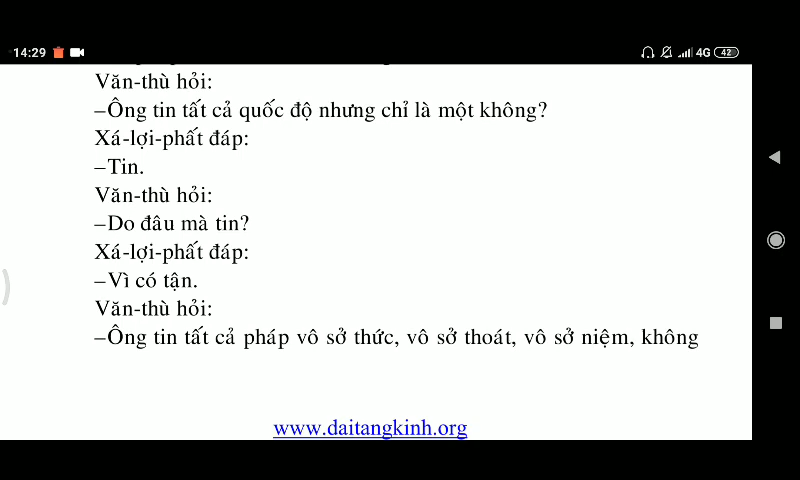 14:29
4G 42
Văn-thù hỏi:
–Ông tin tất cả quốc độ nhưng chỉ là một không?
Xá-lợi-phất đáp:
–Tin.
Văn-thù hỏi:
–Do đâu mà tin?
Xá-lợi-phất đáp:
–Vì có tận.
Văn-thù hỏi:
–Ông tin tất cả pháp vô sở thức, vô sở thoát, vô sở niệm, không
www.daitangkinh.org